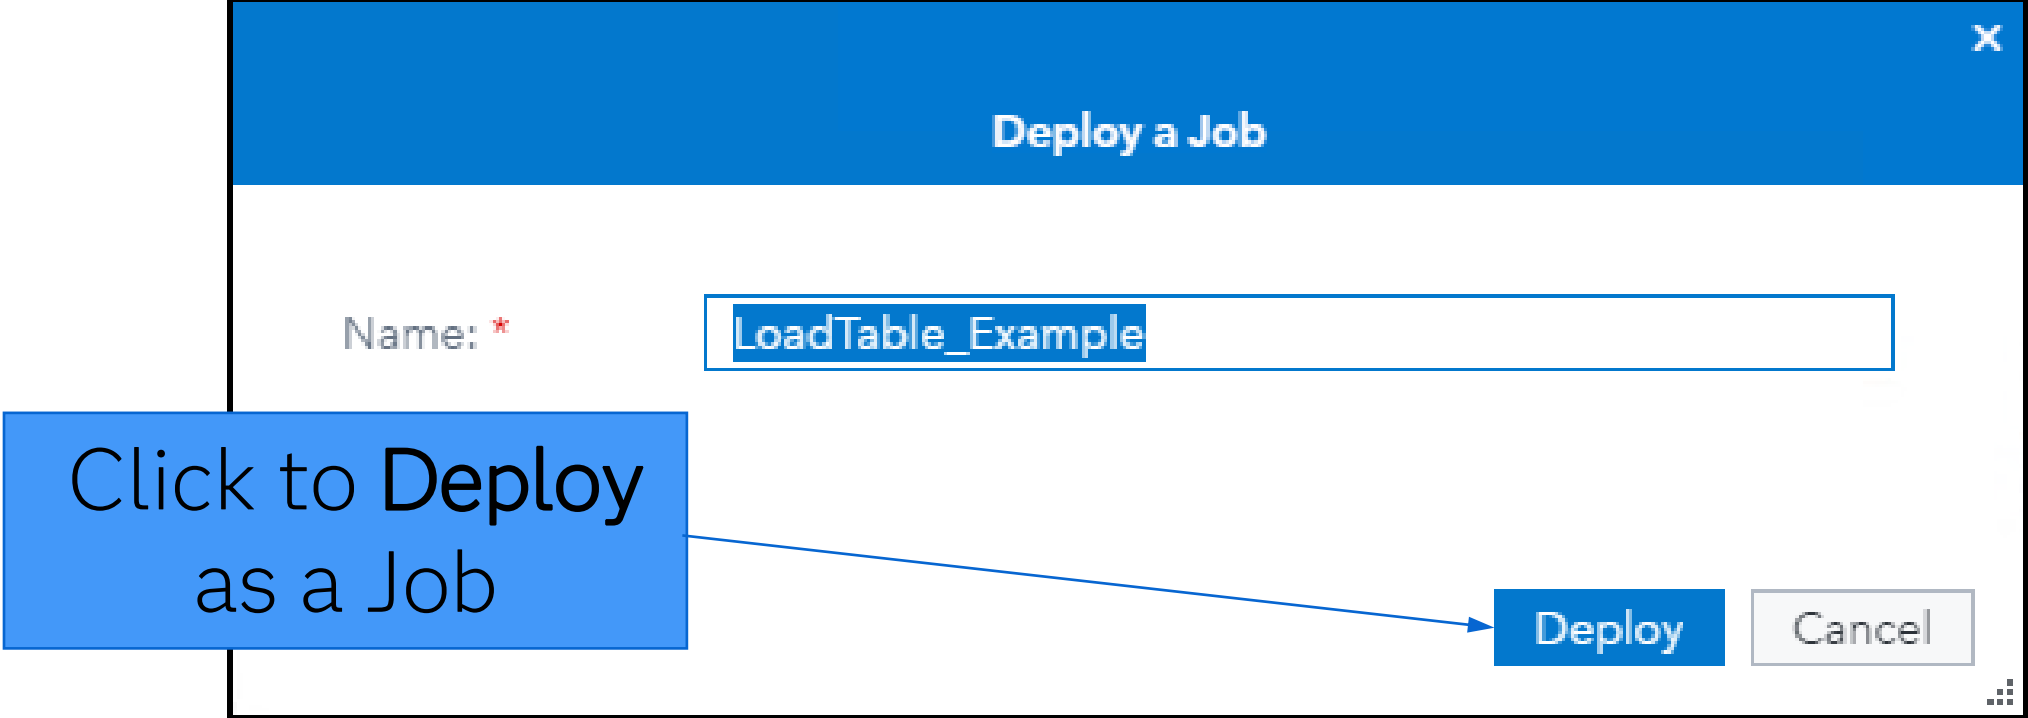 Deploy a Job
Name: *
LoadTable_Example
Click to Deploy
as a Job
Deploy
Cancel